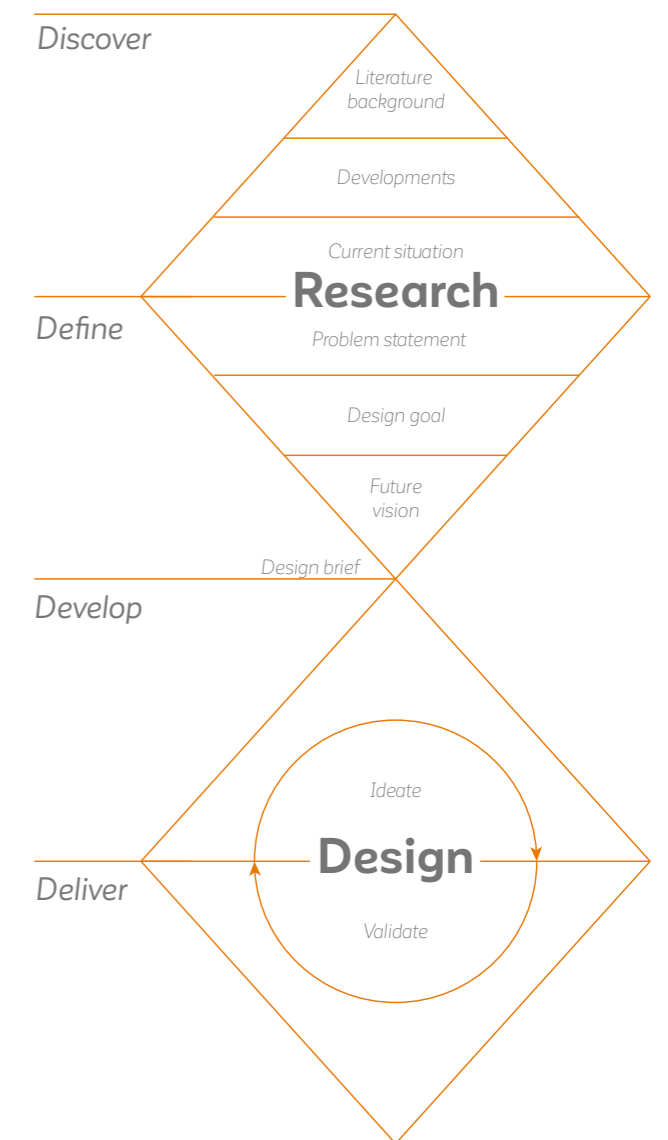 Discover
Literature
background
Developments
Current situation
Research
Define
Problem statement
Design goal
Future
vision
Design brief
Develop
Ideate
Design
Deliver
Validate